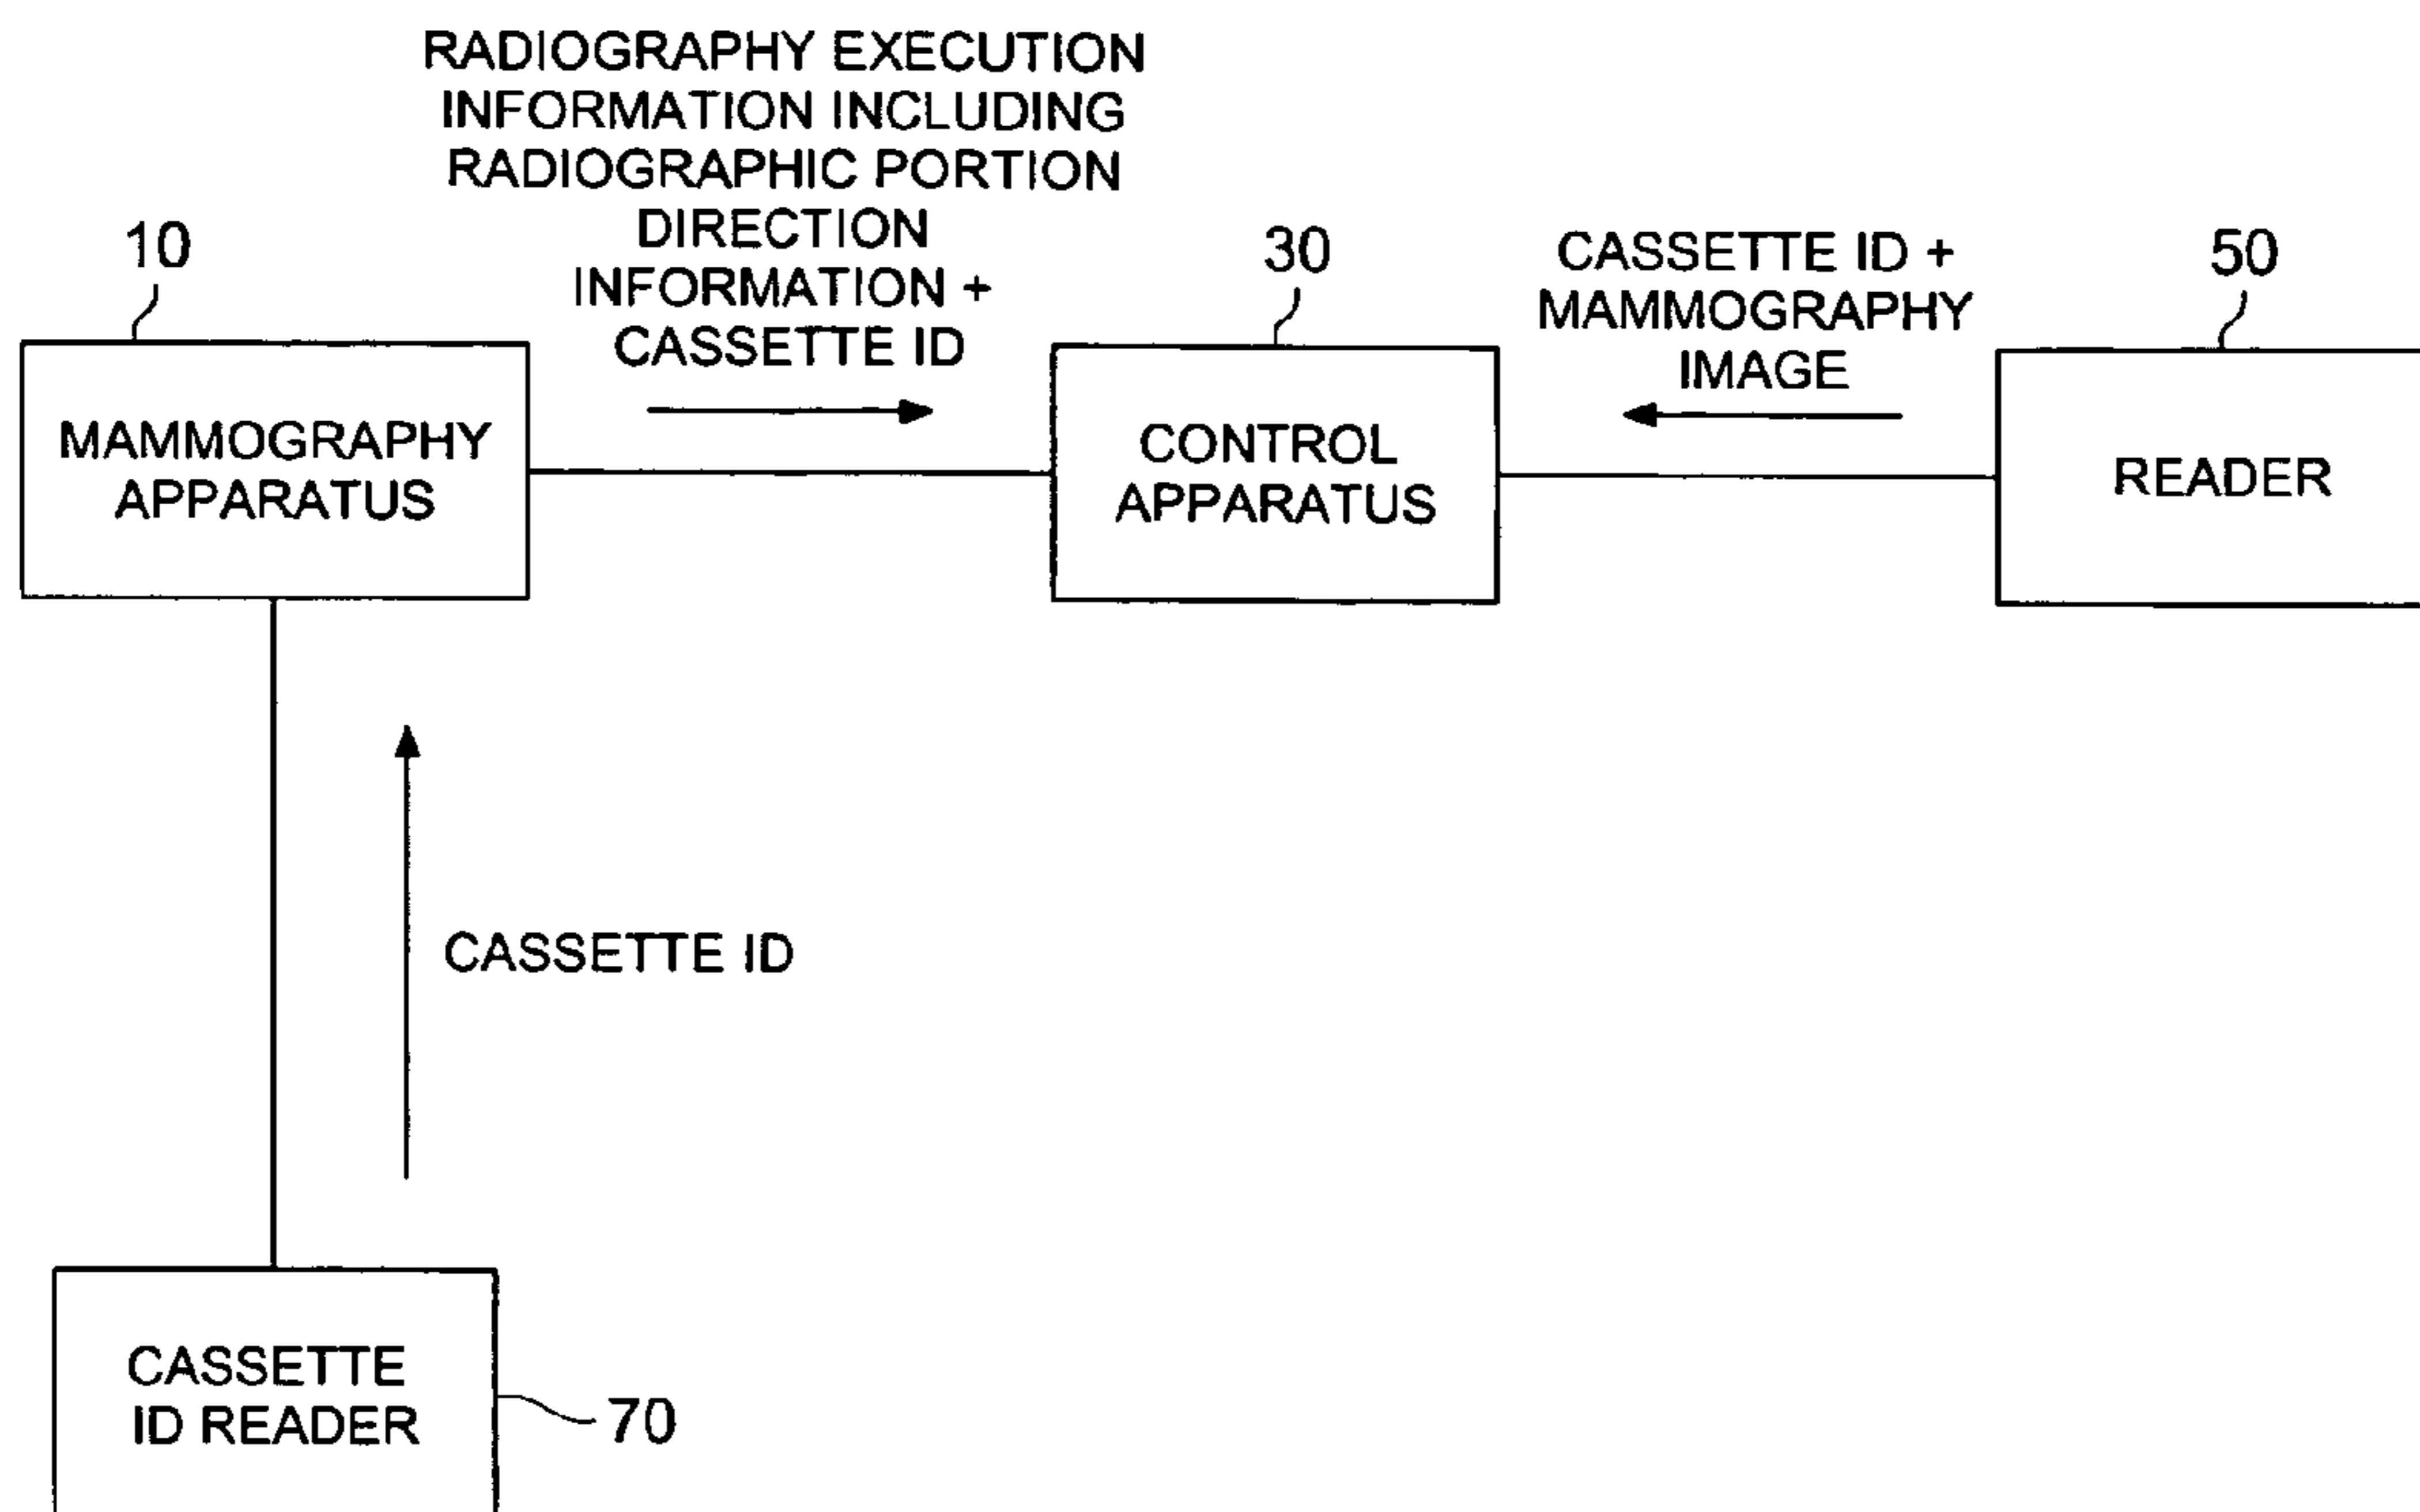 RADIOGRAPHY EXECUTION
INFORMATION INCLUDING
RADIOGRAPHIC PORTION
DIRECTION
INFORMATION +
CASSETTE ID
10
30
CASSETTE ID +
MAMMOGRAPHY
IMAGE
50
MAMMOGRAPHY
APPARATUS
CONTROL
APPARATUS
READER
CASSETTE ID
CASSETTE
ID READER
70